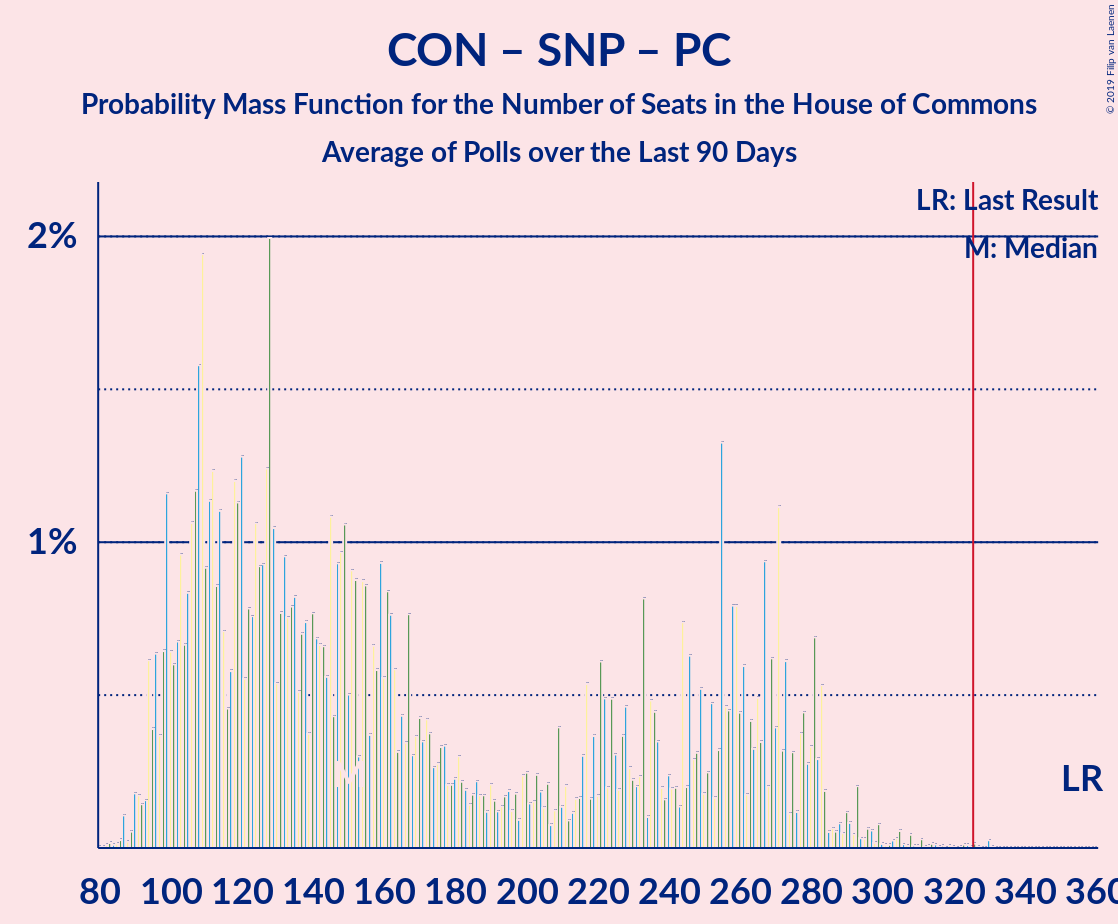 CON – SNP – PC
Probability Mass Function for the Number of Seats in the House of Commons
Average of Polls over the Last 90 Days
© 2019 Filip van Laenen
LR: Last Result
M: Median
2%
1%
LR
80 100 120 140 160 180 200 220 240 260 280 300 320 340 360